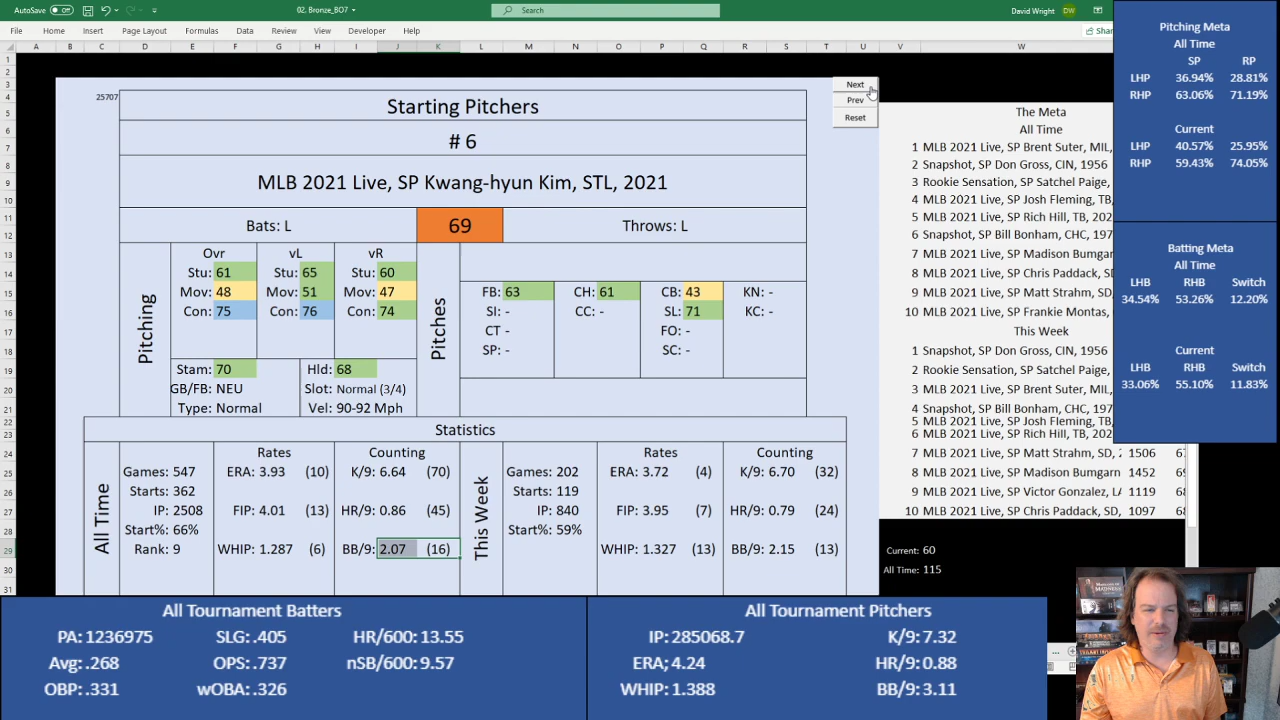 AutoSave Off 02. Bronze_BO7 Search David Wright DW
File Home Insert Page Layout Formulas Data Review View Developer Help
A B C D E F G H I J K L M N O P Q R S T U V W
25707
Starting Pitchers
# 6
MLB 2021 Live, SP Kwang-hyun Kim, STL, 2021
Bats: L 69 Throws: L
Next
Prev
Reset
Pitching
Ovr vL vR
Stu: 61 Stu: 65 Stu: 60
Mov: 48 Mov: 51 Mov: 47
Con: 75 Con: 76 Con: 74
Stam: 70 Hld: 68
GB/FB: NEU Slot: Normal (3/4)
Type: Normal Vel: 90-92 Mph
Pitches
FB: 63 CH: 61 CB: 43 KN: -
SI: - CC: - SL: 71 KC: -
CT - FO: -
SP: - SC: -
Statistics
All Time
Rates Counting
Games: 547 ERA: 3.93 (10) K/9: 6.64 (70)
Starts: 362
IP: 2508 FIP: 4.01 (13) HR/9: 0.86 (45)
Start%: 66%
Rank: 9 WHIP: 1.287 (6) BB/9: 2.07 (16)
This Week
Rates Counting
Games: 202 ERA: 3.72 (4) K/9: 6.70 (32)
Starts: 119
IP: 840 FIP: 3.95 (7) HR/9: 0.79 (24)
Start%: 59%
WHIP: 1.327 (13) BB/9: 2.15 (13)
The Meta
All Time
1 MLB 2021 Live, SP Brent Suter, MIL,
2 Snapshot, SP Don Gross, CIN, 1956
3 Rookie Sensation, SP Satchel Paige,
4 MLB 2021 Live, SP Josh Fleming, TB,
5 MLB 2021 Live, SP Rich Hill, TB, 202
6 Snapshot, SP Bill Bonham, CHC, 197
7 MLB 2021 Live, SP Madison Bumgar
8 MLB 2021 Live, SP Chris Paddack, SD
9 MLB 2021 Live, SP Matt Strahm, SD,
10 MLB 2021 Live, SP Frankie Montas,
This Week
1 Snapshot, SP Don Gross, CIN, 1956
2 Rookie Sensation, SP Satchel Paige,
3 MLB 2021 Live, SP Brent Suter, MIL,
4 Snapshot, SP Bill Bonham, CHC, 197
5 MLB 2021 Live, SP Josh Fleming, TB,
6 MLB 2021 Live, SP Rich Hill, TB, 202
7 MLB 2021 Live, SP Matt Strahm, SD, 1506
8 MLB 2021 Live, SP Madison Bumgarn 1452
9 MLB 2021 Live, SP Victor Gonzalez, LA 1119
10 MLB 2021 Live, SP Chris Paddack, SD 1097
Current: 60
All Time: 115
Pitching Meta
All Time
SP RP
LHP 36.94% 28.81%
RHP 63.06% 71.19%
Current
LHP 40.57% 25.95%
RHP 59.43% 74.05%
Batting Meta
All Time
LHB RHB Switch
34.54% 53.26% 12.20%
Current
LHB RHB Switch
33.06% 55.10% 11.83%
All Tournament Batters
PA: 1236975 SLG: .405 HR/600: 13.55
Avg: .268 OPS: .737 nSB/600: 9.57
OBP: .331 wOBA: .326
All Tournament Pitchers
IP: 285068.7 K/9: 7.32
ERA; 4.24 HR/9: 0.88
WHIP: 1.388 BB/9: 3.11